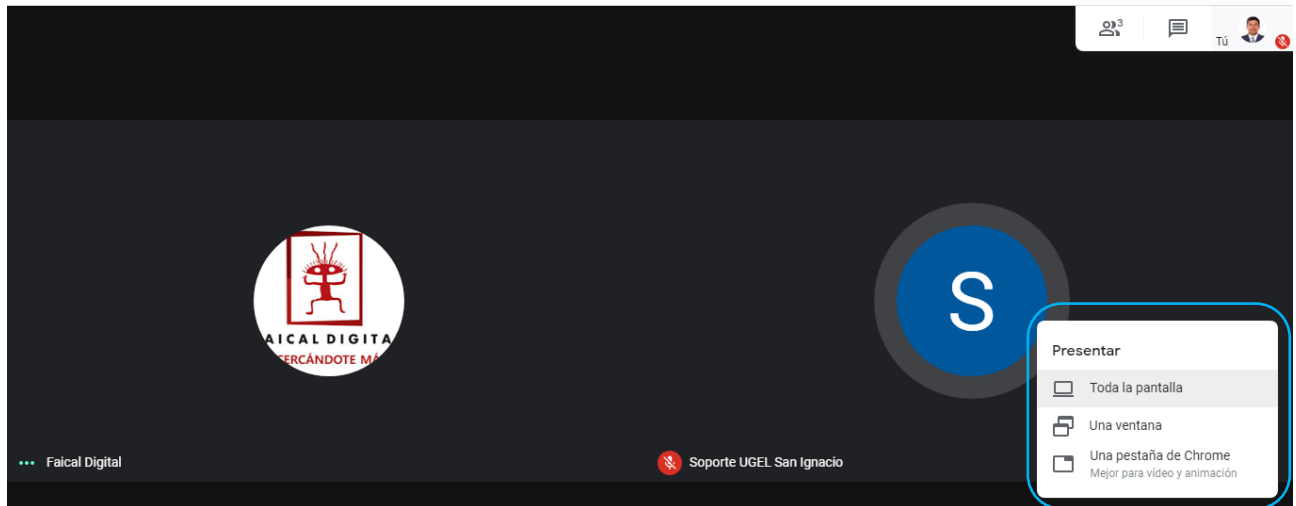 3
Tú
AICAL DIGITA
ERCÁNDOTE MÁ
S
Presentar
Toda la pantalla
Una ventana
Una pestaña de Chrome
Mejor para vídeo y animación
Faical Digital
Soporte UGEL San Ignacio